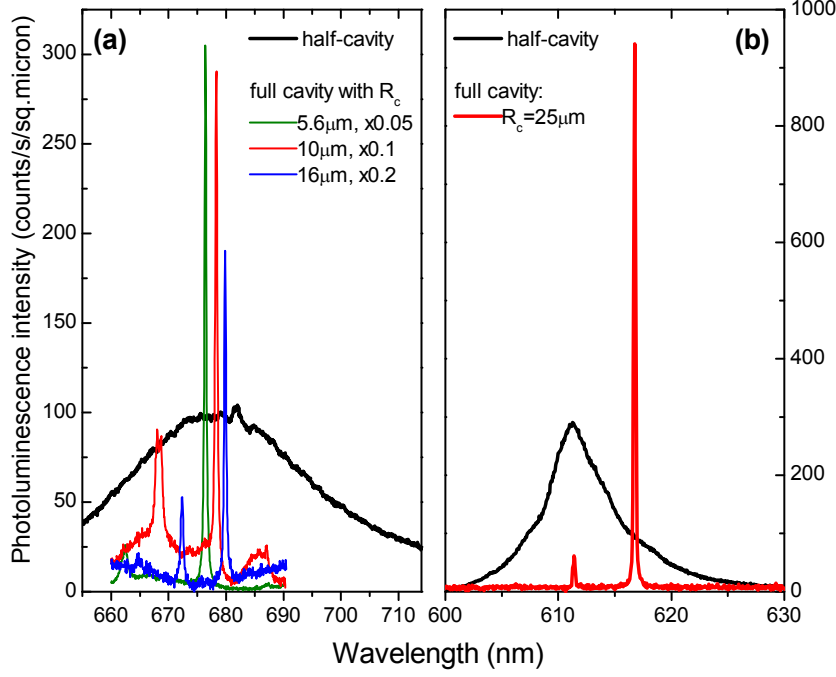 (a)
half-cavity
full cavity with R_c
5.6μm, x0.05
10μm, x0.1
16μm, x0.2
300
250
200
150
100
50
0
660 670 680 690 700 710
(b)
half-cavity
full cavity:
R_c=25μm
1000
800
600
400
200
0
600 610 620 630
Photoluminescence intensity (counts/s/sq.micron)
Wavelength (nm)